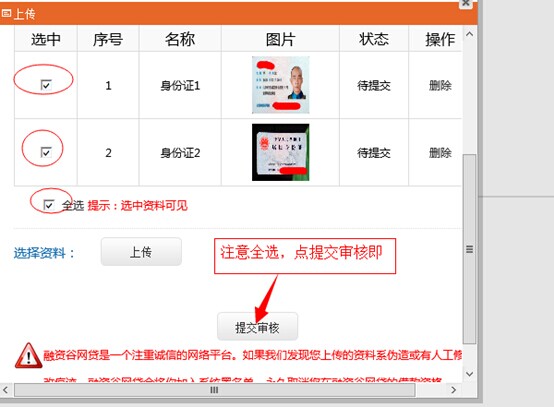 上传
选中 序号 名称 图片 状态 操作
1 身份证1 待提交 删除
2 身份证2 待提交 删除
全选 提示：选中资料可见
注意全选，点提交审核即
选择资料： 上传
提交审核
融资谷网贷是一个注重诚信的网络平台。如果我们发现您上传的资料系伪造或有人工修